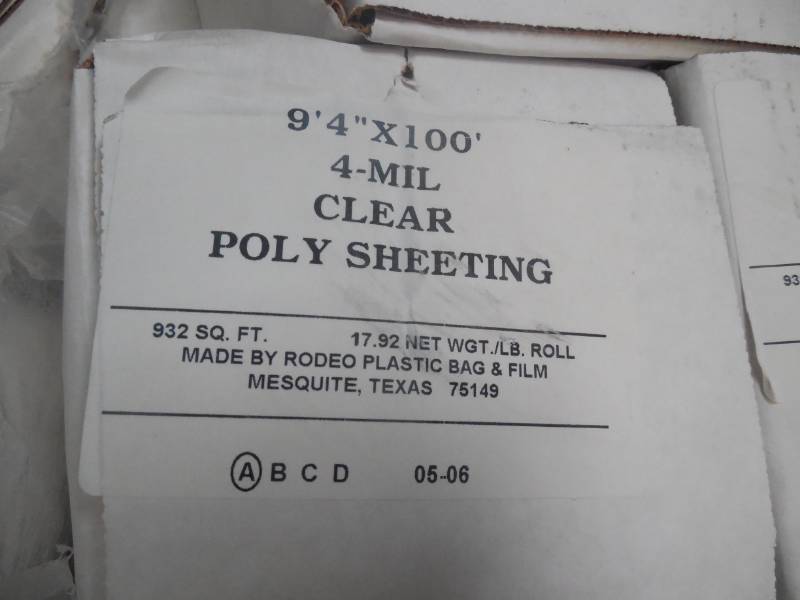 9'4"X100'
4-MIL
CLEAR
POLY SHEETING
932 SQ. FT. 17.92 NET WGT./LB. ROLL
MADE BY RODEO PLASTIC BAG & FILM
MESQUITE, TEXAS 75149
A B C D 05-06
93